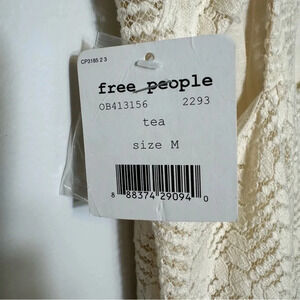 CP3185 2 3
free people
OB413156 2293
tea
size M
8 88374 29094 0